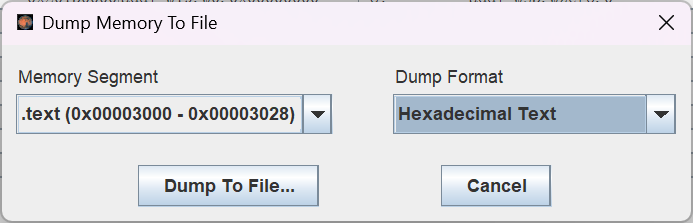 Dump Memory To File
Memory Segment
Dump Format
.text (0x00003000 - 0x00003028)
Hexadecimal Text
Dump To File...
Cancel